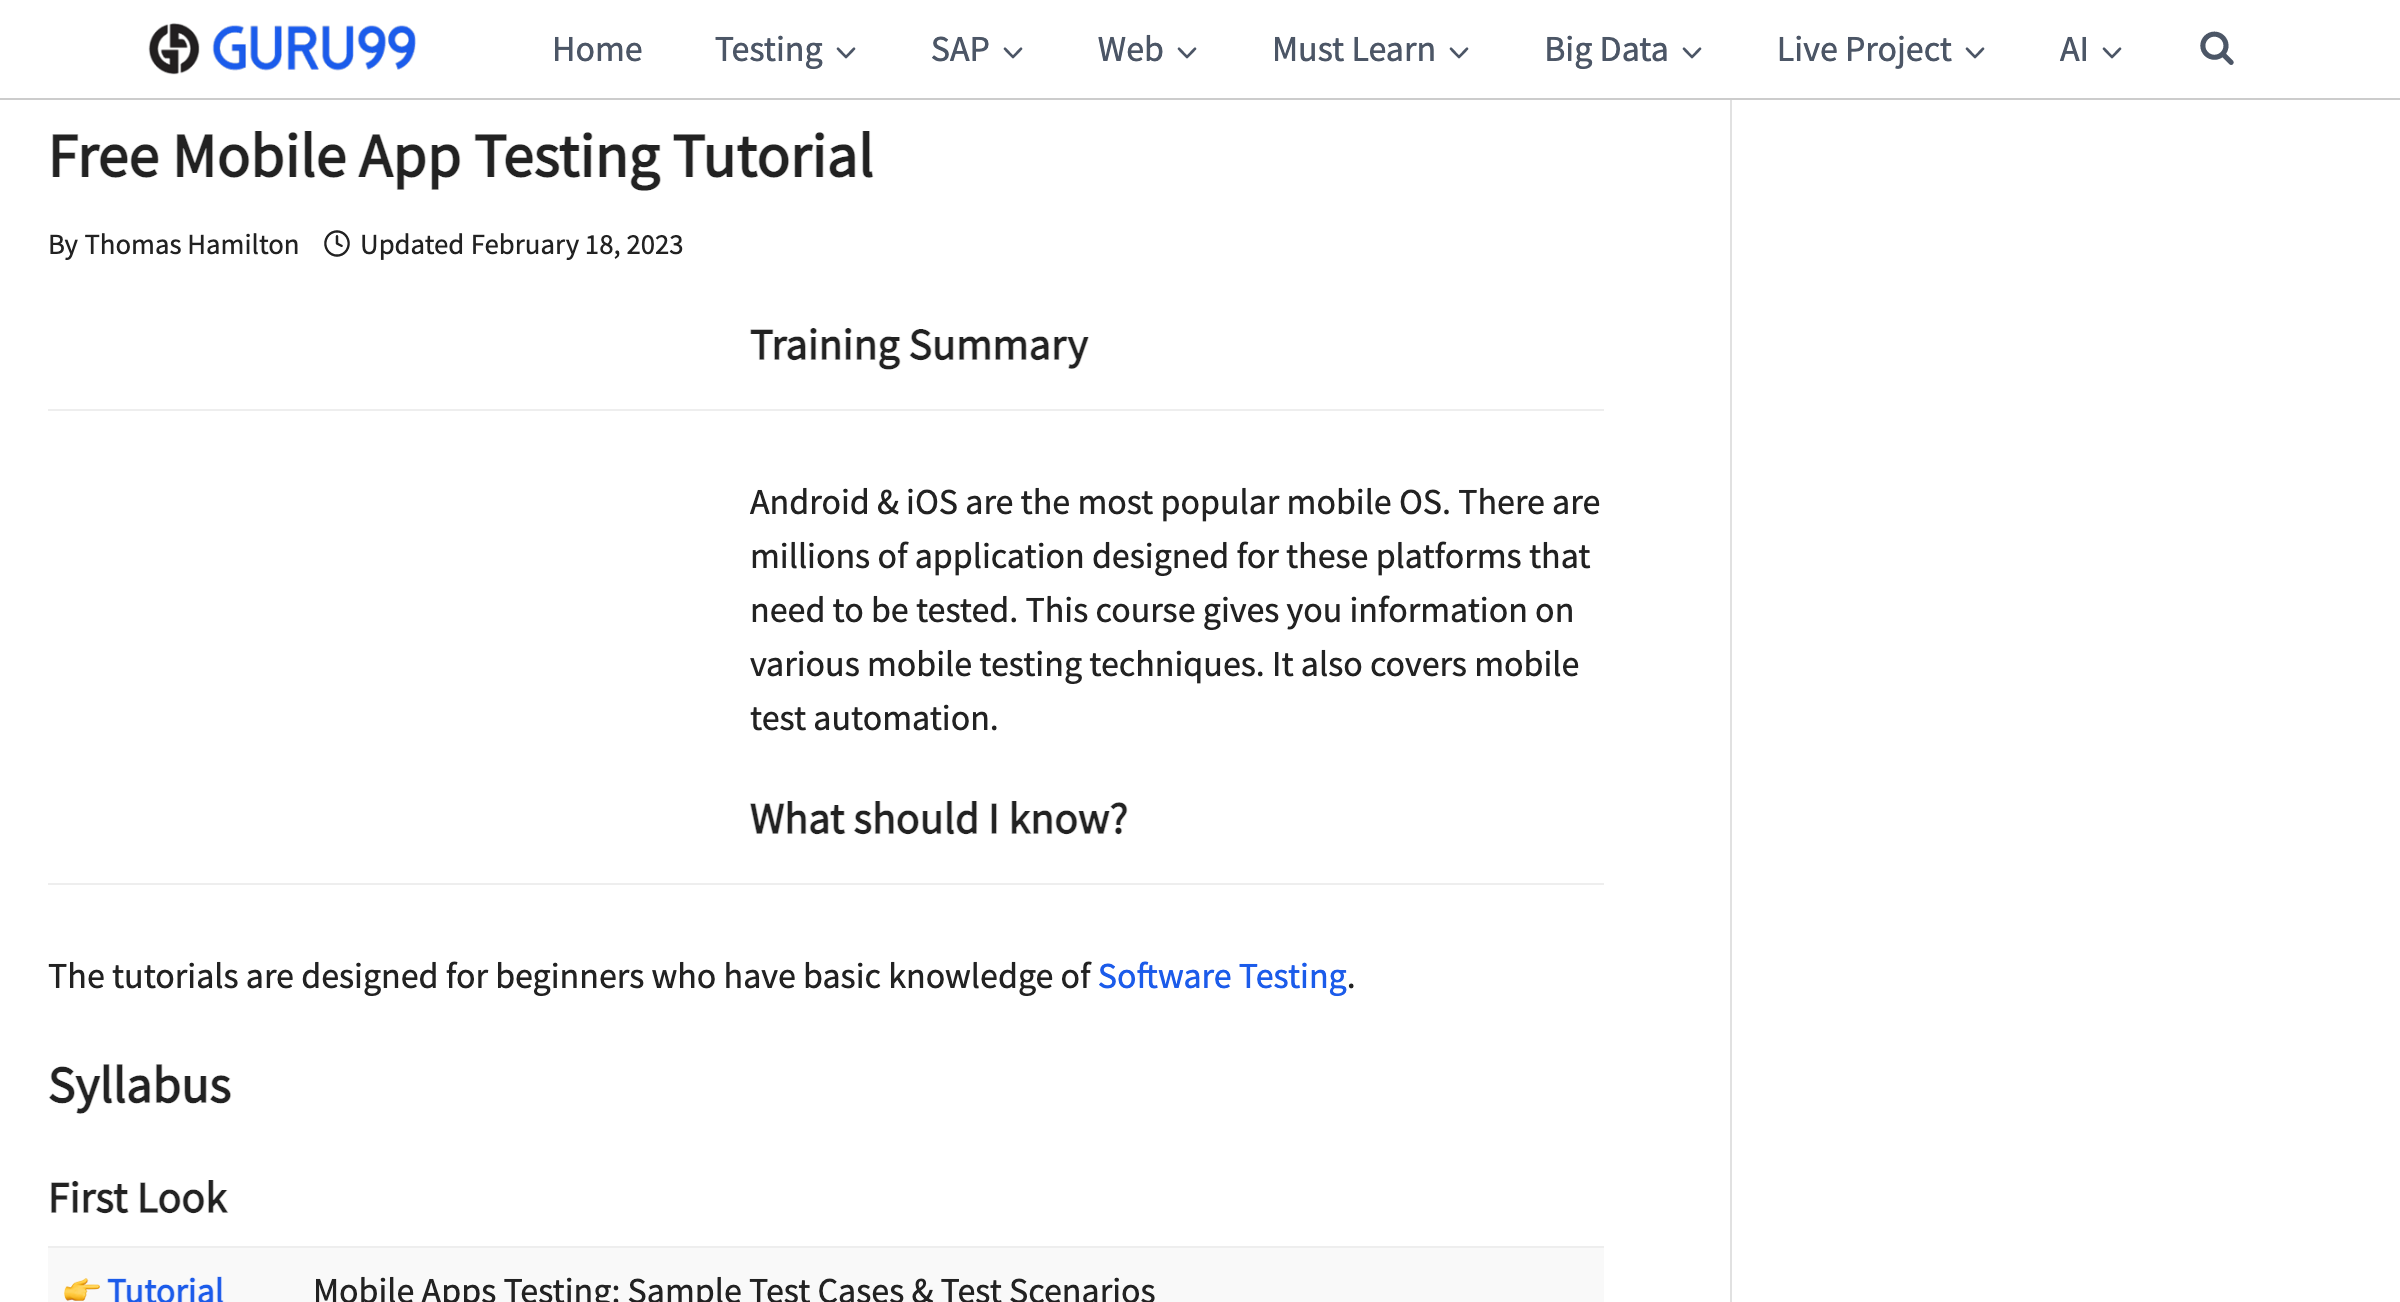 GURU99 Home Testing SAP Web Must Learn Big Data Live Project AI
Free Mobile App Testing Tutorial
By Thomas Hamilton Updated February 18, 2023
Training Summary
Android & iOS are the most popular mobile OS. There are
millions of application designed for these platforms that
need to be tested. This course gives you information on
various mobile testing techniques. It also covers mobile
test automation.
What should I know?
The tutorials are designed for beginners who have basic knowledge of Software Testing.
Syllabus
First Look
👉 Tutorial Mobile Apps Testing: Sample Test Cases & Test Scenarios